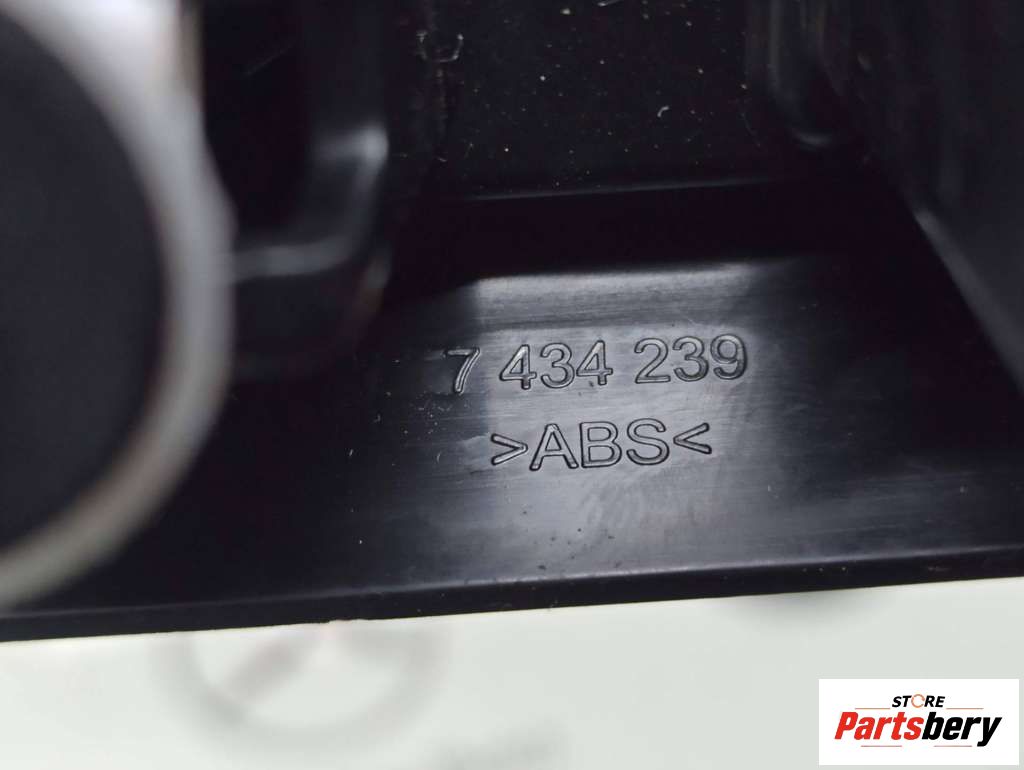 7 434 239
>ABS<
STORE
Partsbery